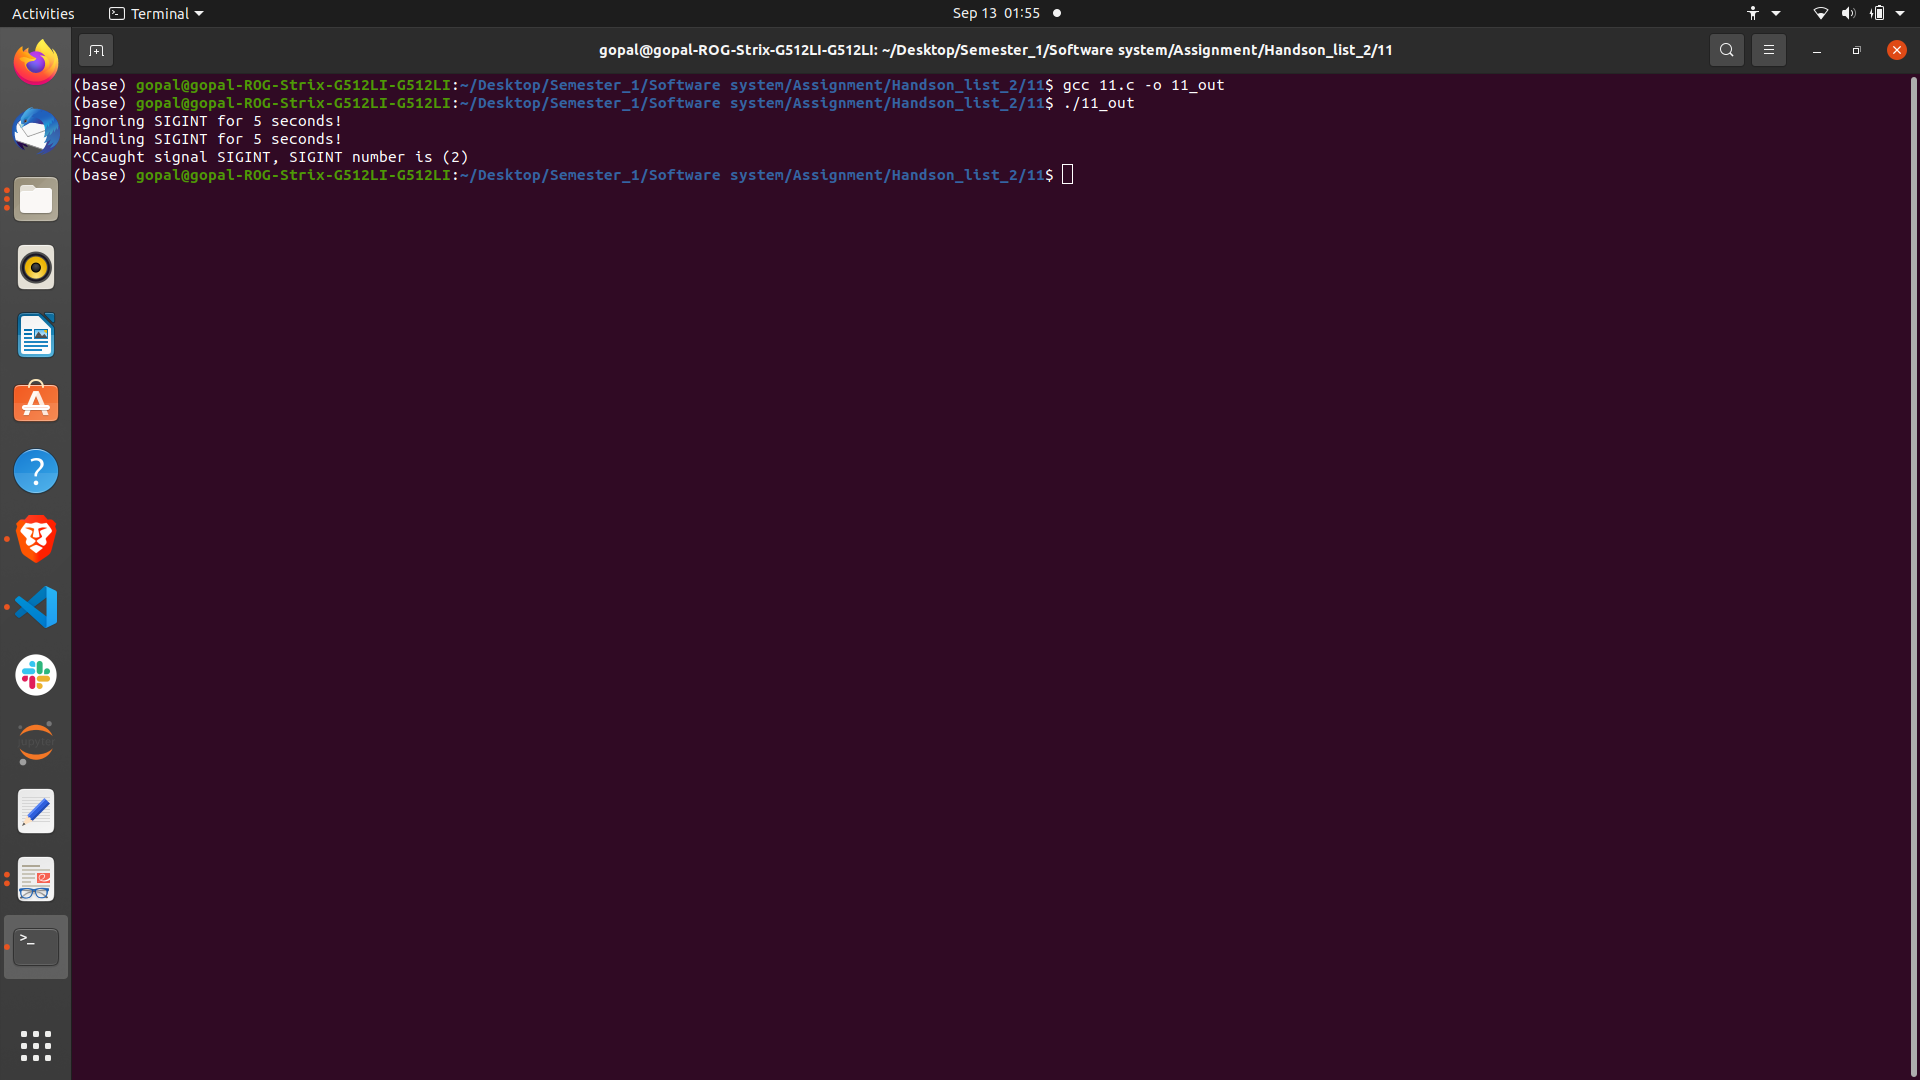 Activities
Terminal
Sep 13 01:55
gopal@gopal-ROG-Strix-G512LI-G512LI: ~/Desktop/Semester_1/Software system/Assignment/Handson_list_2/11
(base) gopal@gopal-ROG-Strix-G512LI-G512LI:~/Desktop/Semester_1/Software system/Assignment/Handson_list_2/11$ gcc 11.c -o 11_out
(base) gopal@gopal-ROG-Strix-G512LI-G512LI:~/Desktop/Semester_1/Software system/Assignment/Handson_list_2/11$ ./11_out
Ignoring SIGINT for 5 seconds!
Handling SIGINT for 5 seconds!
^CCaught signal SIGINT, SIGINT number is (2)
(base) gopal@gopal-ROG-Strix-G512LI-G512LI:~/Desktop/Semester_1/Software system/Assignment/Handson_list_2/11$